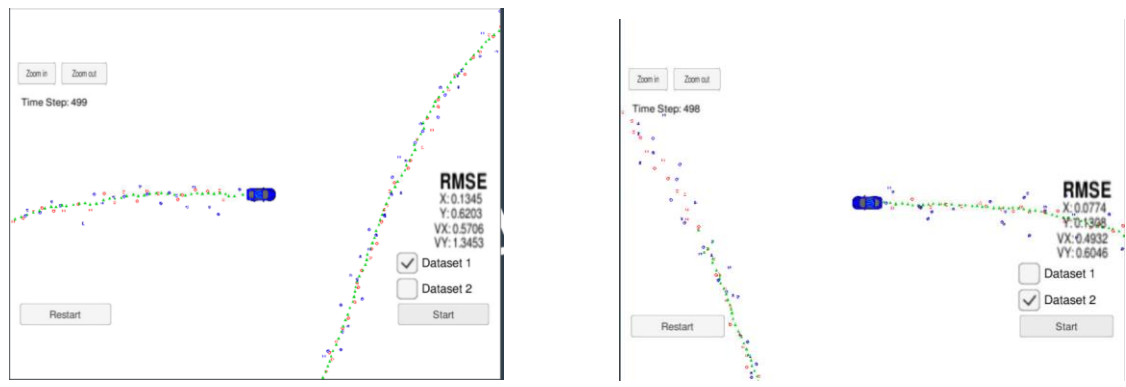 Zoom in Zoom out
Time Step: 499
RMSE
X: 0.1345
Y: 0.6203
VX: 0.5706
VY: 1.3453
Dataset 1
Dataset 2
Restart
Start
Zoom in Zoom out
Time Step: 498
RMSE
X: 0.0774
Y: 0.1308
VX: 0.4932
VY: 0.6046
Dataset 1
Dataset 2
Restart
Start